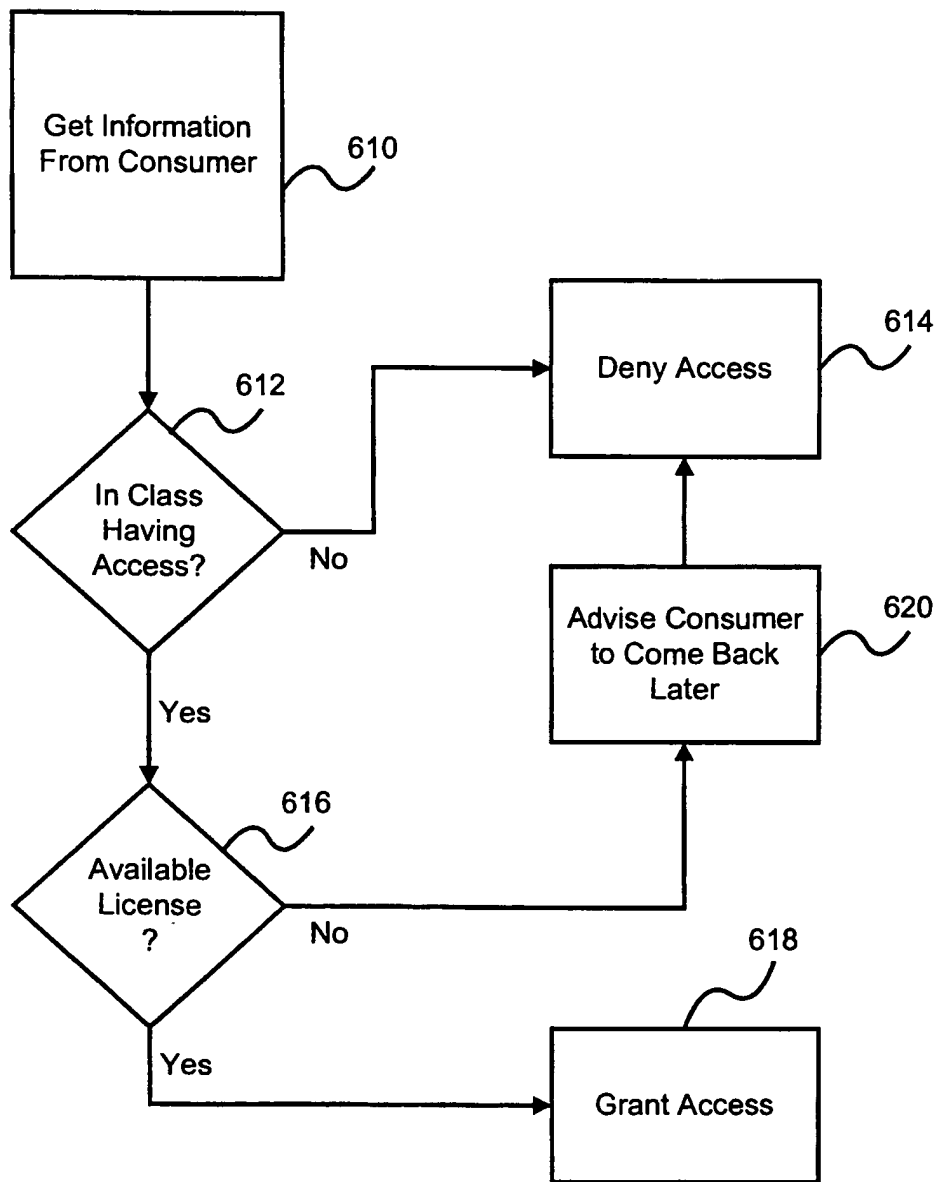 Get Information
From Consumer
610
614
Deny Access
612
In Class
Having
Access?
No
620
Advise Consumer
to Come Back
Later
Yes
616
Available
License
?
No
618
Yes
Grant Access